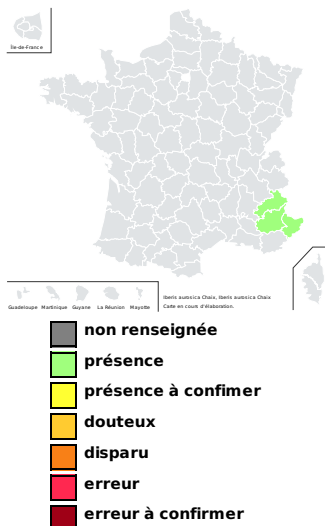 Île-de-France
Guadeloupe Martinique Guyane La Réunion Mayotte
Iberis aurosica Chaix, Iberis aurosica Chaix
Carte en cours d'élaboration.
non renseignée
présence
présence à confimer
douteux
disparu
erreur
erreur à confirmer